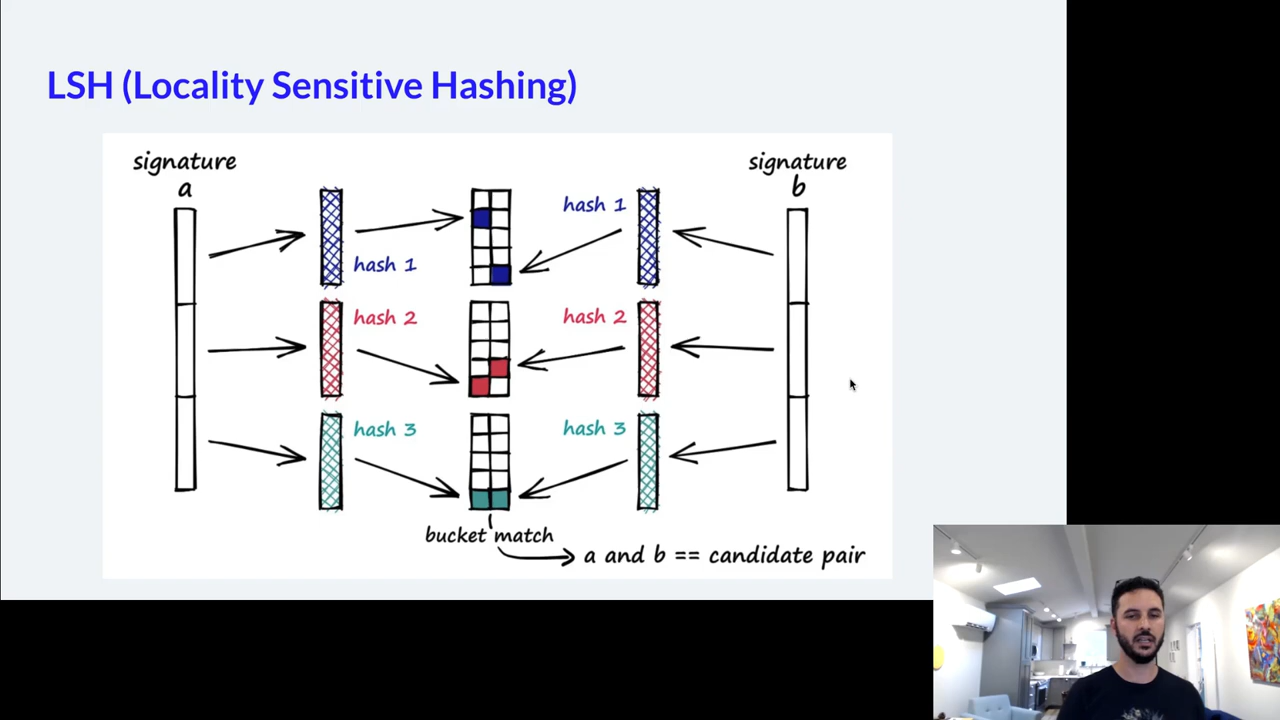 LSH (Locality Sensitive Hashing)
signature
a
signature
b
hash 1
hash 1
hash 2
hash 2
hash 3
hash 3
bucket match
a and b == candidate pair